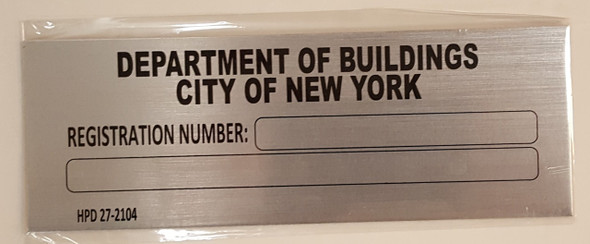 DEPARTMENT OF BUILDINGS
CITY OF NEW YORK
REGISTRATION NUMBER:
HPD 27-2104